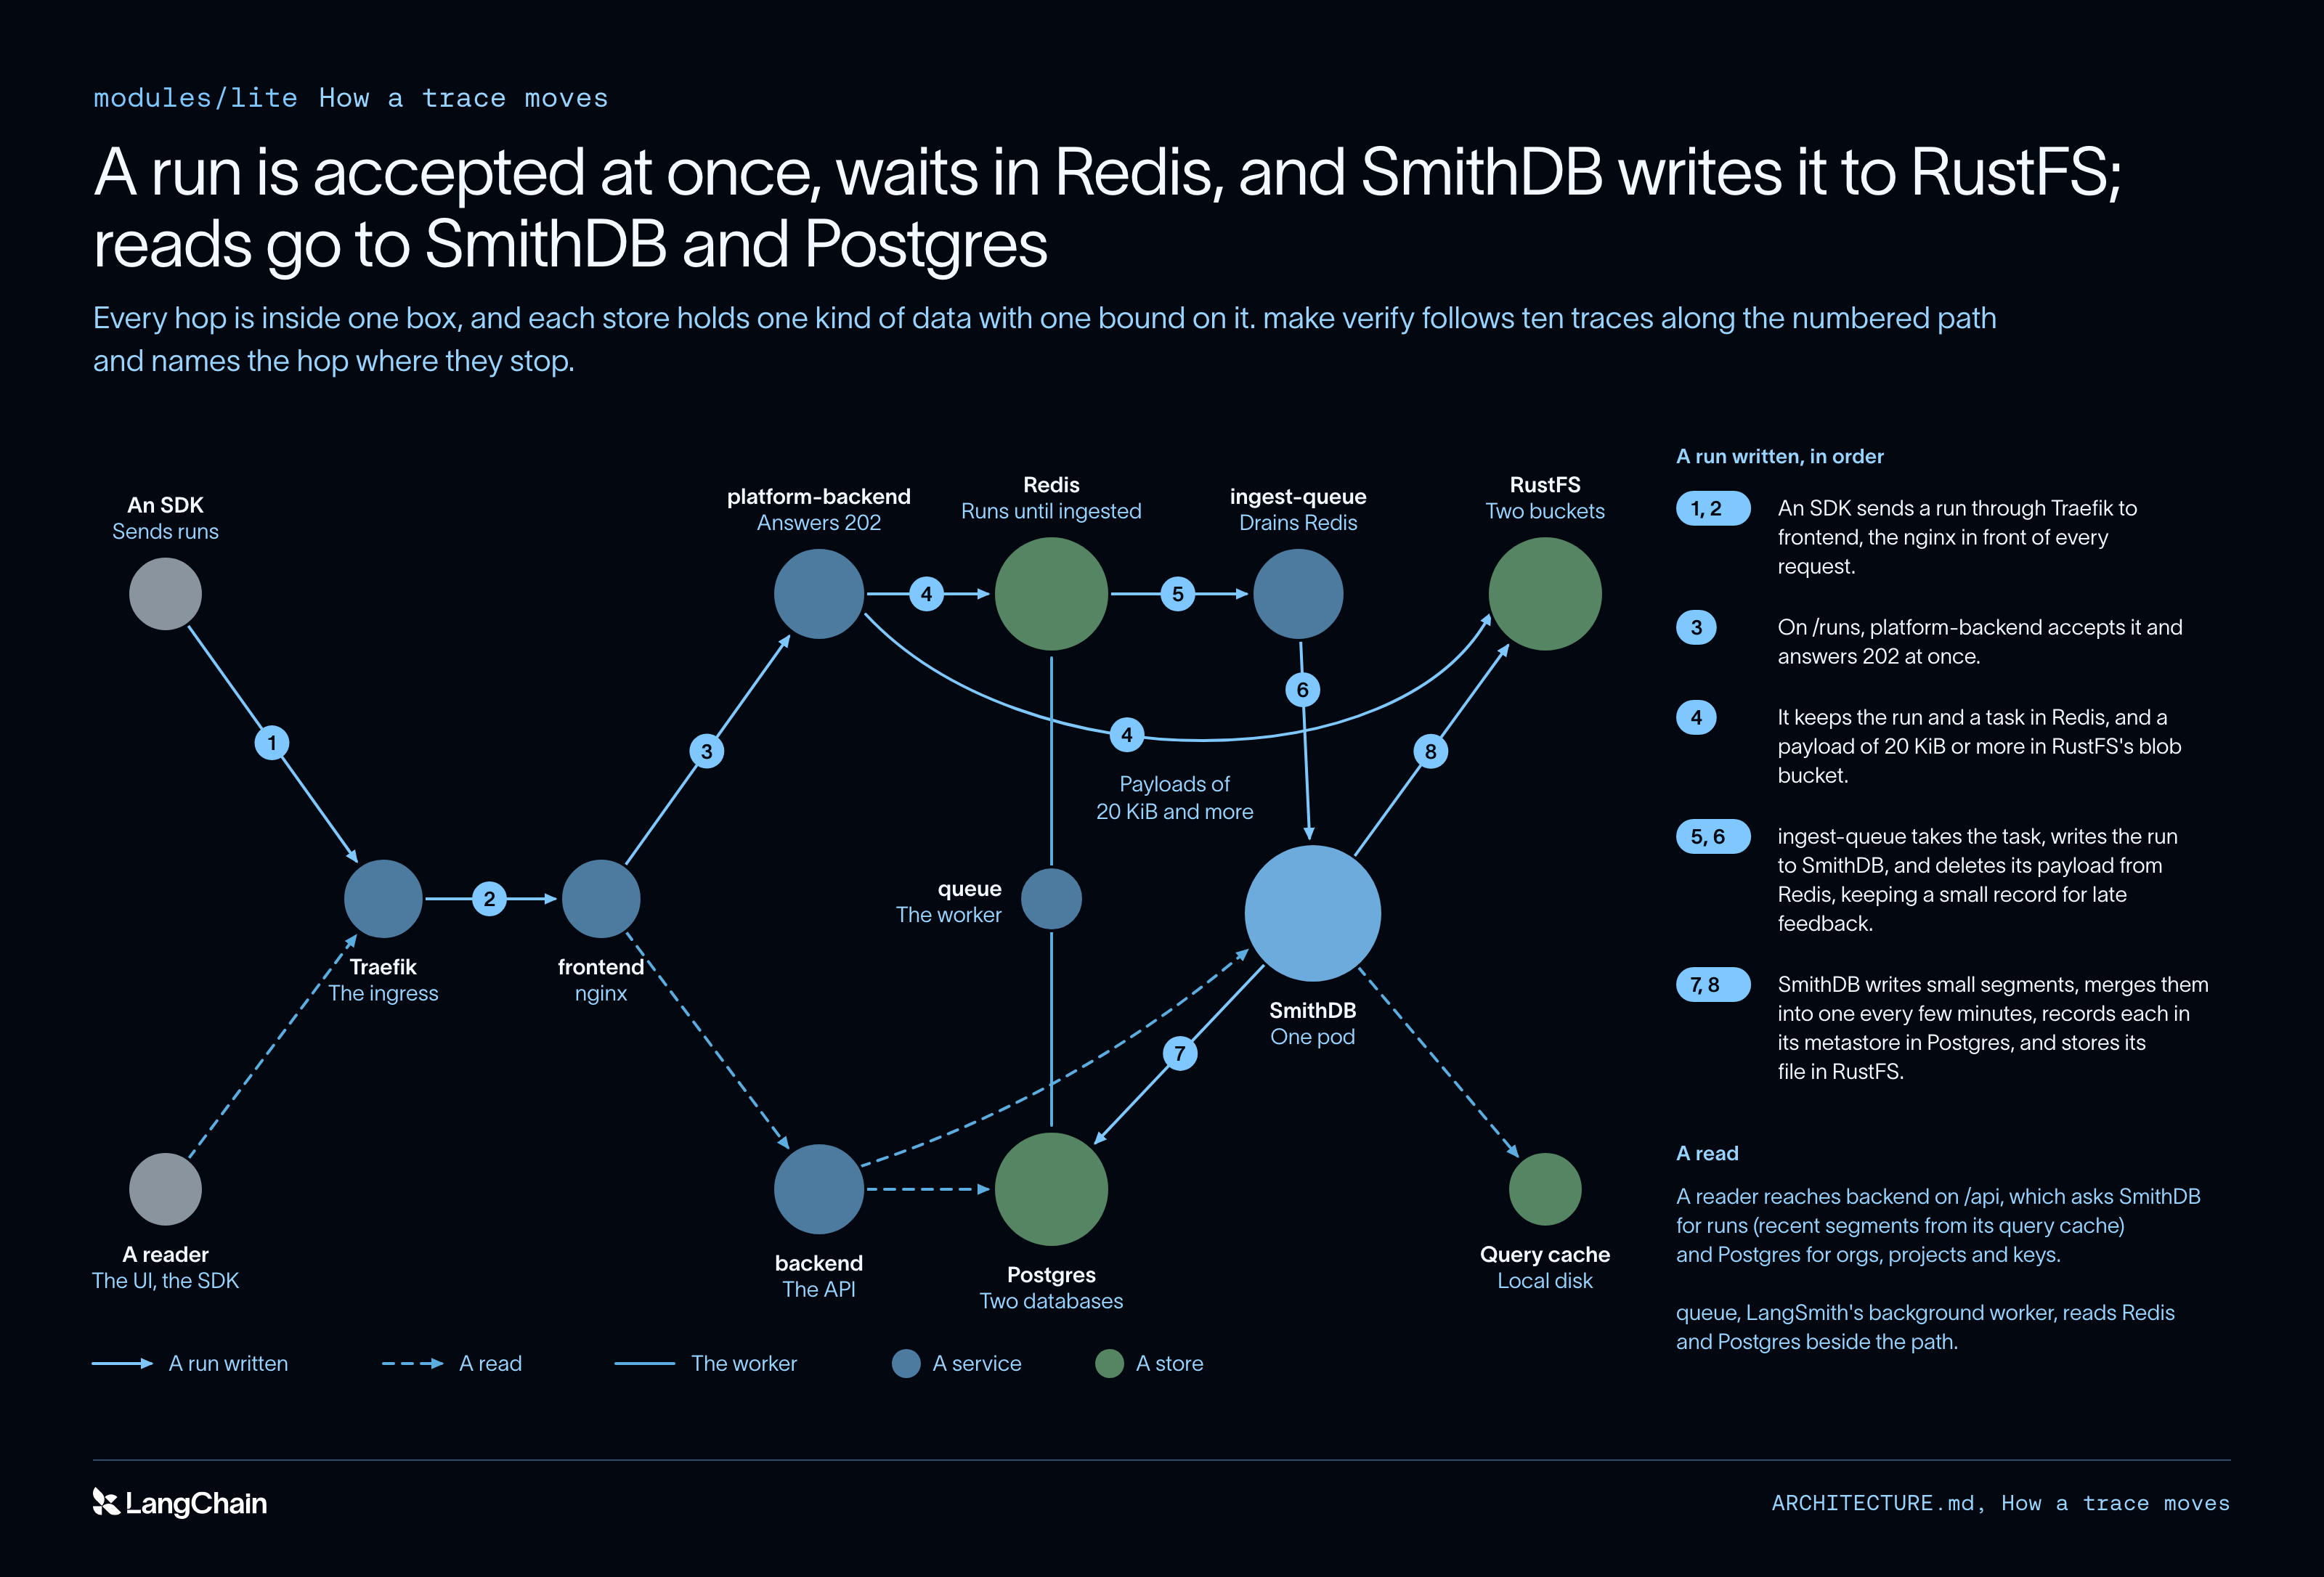 modules/lite How a trace moves
A run is accepted at once, waits in Redis, and SmithDB writes it to RustFS;
reads go to SmithDB and Postgres
Every hop is inside one box, and each store holds one kind of data with one bound on it. make verify follows ten traces along the numbered path
and names the hop where they stop.
An SDK
Sends runs
platform-backend
Answers 202
Redis
Runs until ingested
ingest-queue
Drains Redis
RustFS
Two buckets
4
5
6
1
3
4
8
Payloads of
20 KiB and more
2
queue
The worker
Traefik
The ingress
frontend
nginx
SmithDB
One pod
7
A reader
The UI, the SDK
backend
The API
Postgres
Two databases
Query cache
Local disk
A run written
A read
The worker
A service
A store
A run written, in order
1, 2
An SDK sends a run through Traefik to
frontend, the nginx in front of every
request.
3
On /runs, platform-backend accepts it and
answers 202 at once.
4
It keeps the run and a task in Redis, and a
payload of 20 KiB or more in RustFS's blob
bucket.
5, 6
ingest-queue takes the task, writes the run
to SmithDB, and deletes its payload from
Redis, keeping a small record for late
feedback.
7, 8
SmithDB writes small segments, merges them
into one every few minutes, records each in
its metastore in Postgres, and stores its
file in RustFS.
A read
A reader reaches backend on /api, which asks SmithDB
for runs (recent segments from its query cache)
and Postgres for orgs, projects and keys.
queue, LangSmith's background worker, reads Redis
and Postgres beside the path.
LangChain
ARCHITECTURE.md, How a trace moves